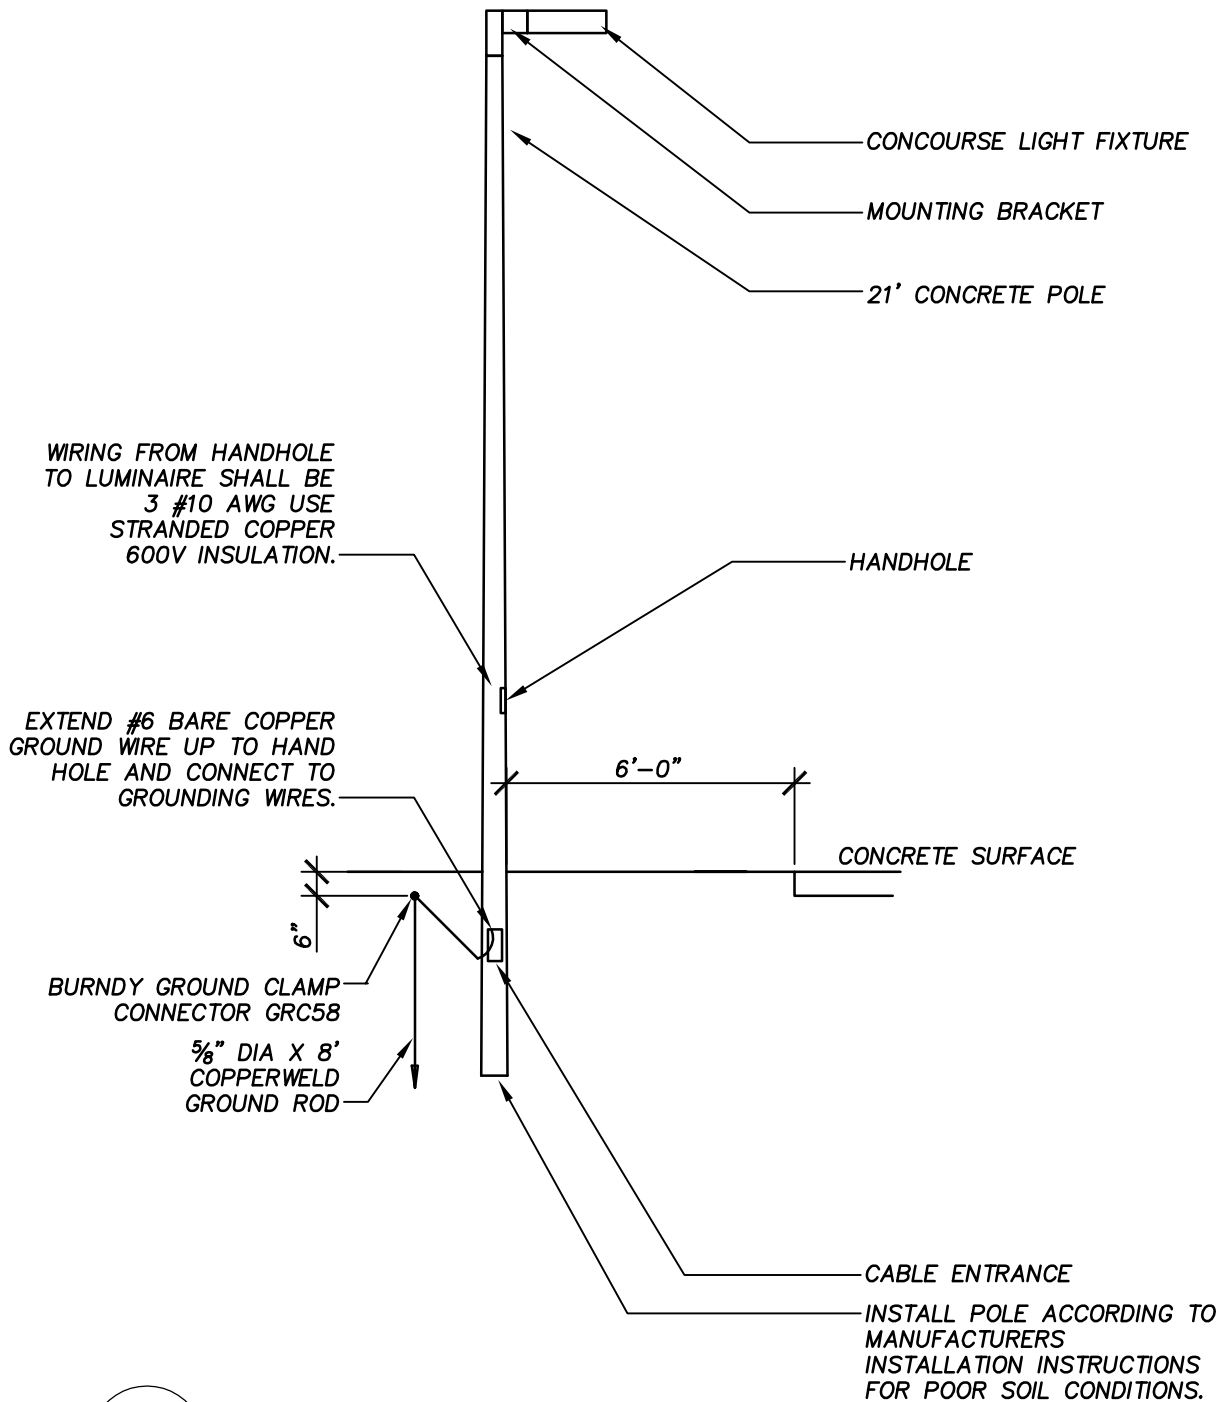 CONCOURSE LIGHT FIXTURE
MOUNTING BRACKET
21' CONCRETE POLE
WIRING FROM HANDHOLE
TO LUMINAIRE SHALL BE
3 #10 AWG USE
STRANDED COPPER
600V INSULATION.
HANDHOLE
EXTEND #6 BARE COPPER
GROUND WIRE UP TO HAND
HOLE AND CONNECT TO
GROUNDING WIRES.
6'-0"
CONCRETE SURFACE
6"
BURNDY GROUND CLAMP
CONNECTOR GRC58
⅝" DIA X 8'
COPPERWELD
GROUND ROD
CABLE ENTRANCE
INSTALL POLE ACCORDING TO
MANUFACTURERS
INSTALLATION INSTRUCTIONS
FOR POOR SOIL CONDITIONS.